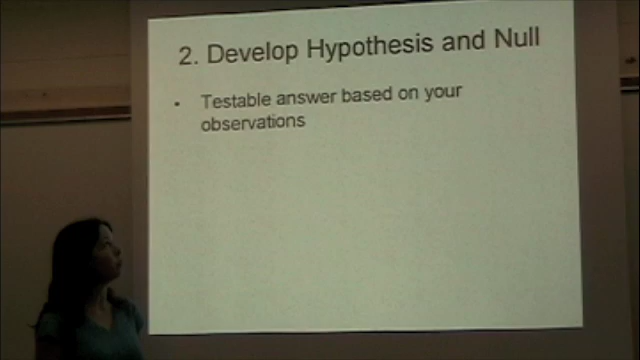 2. Develop Hypothesis and Null
• Testable answer based on your
observations